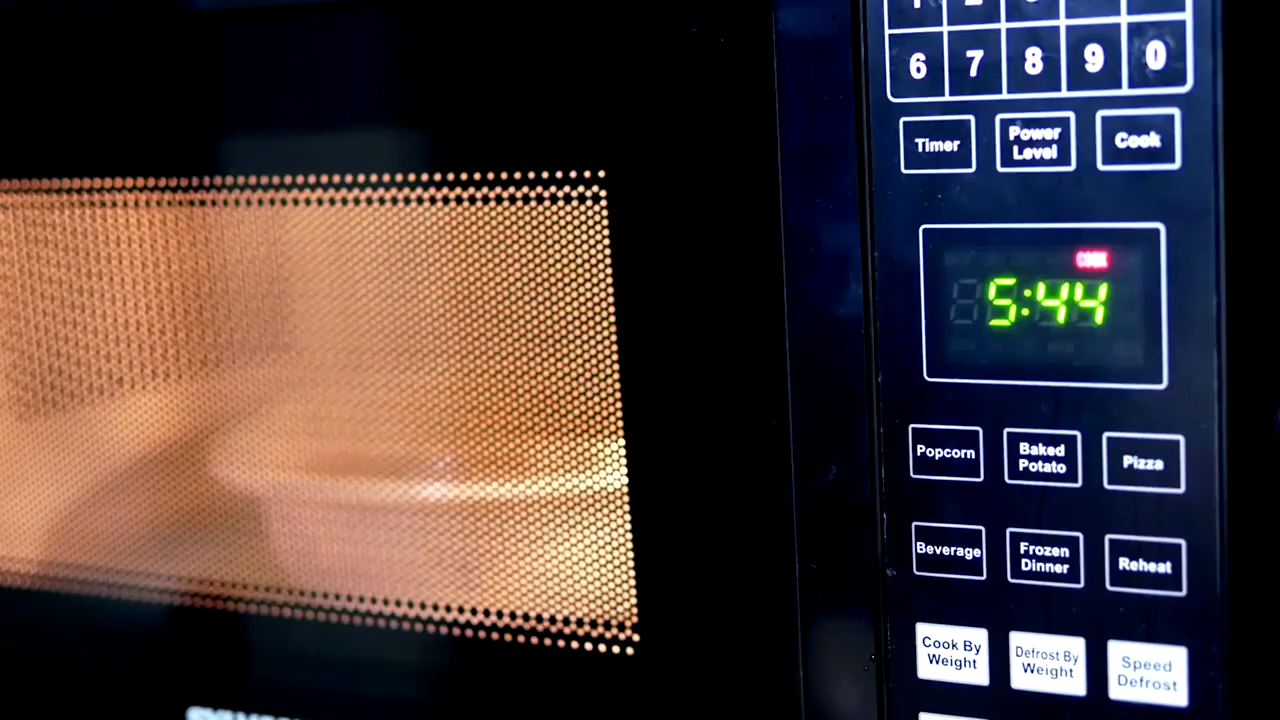 6 7 8 9 0
Timer
Power
Level
Cook
COOK
5:44
Popcorn
Baked
Potato
Pizza
Beverage
Frozen
Dinner
Reheat
Cook By
Weight
Defrost By
Weight
Speed
Defrost